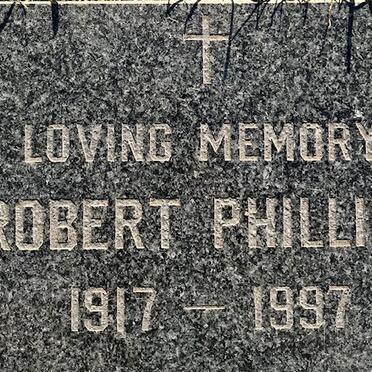 LOVING MEMORY
ROBERT PHILLI
1917 — 1997